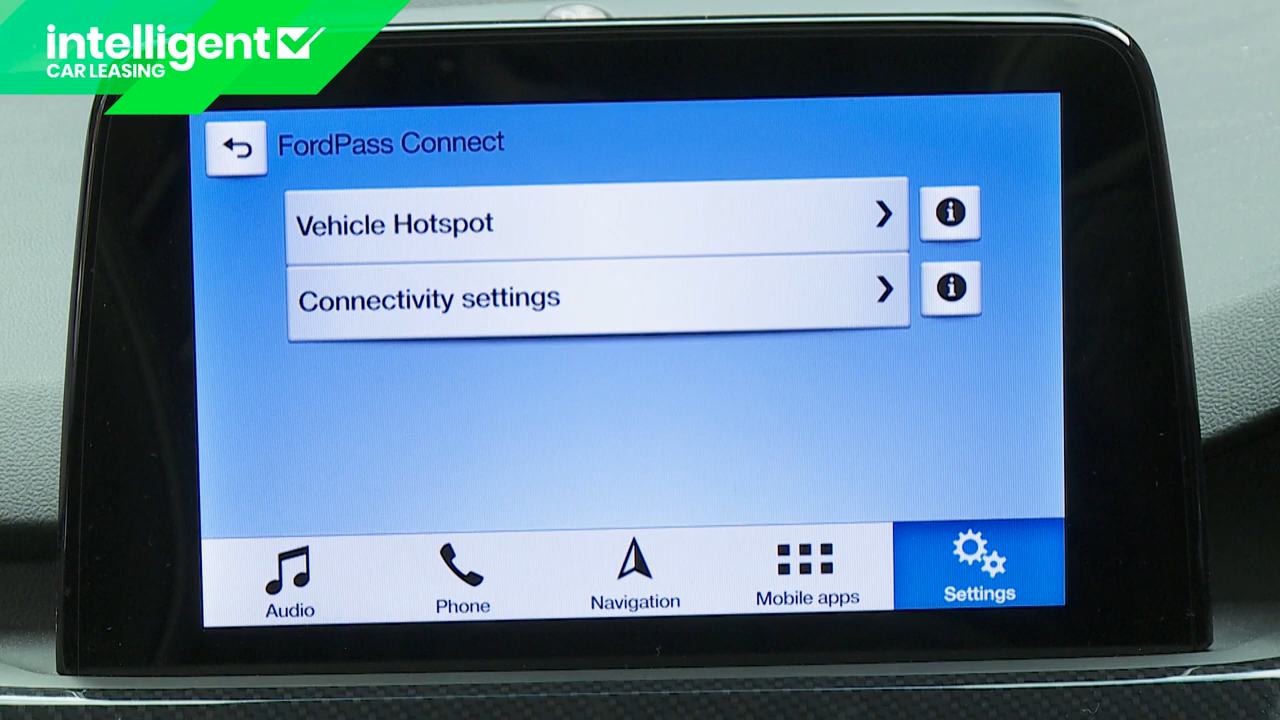 intelligent
CAR LEASING
FordPass Connect
Vehicle Hotspot
Connectivity settings
Audio
Phone
Navigation
Mobile apps
Settings